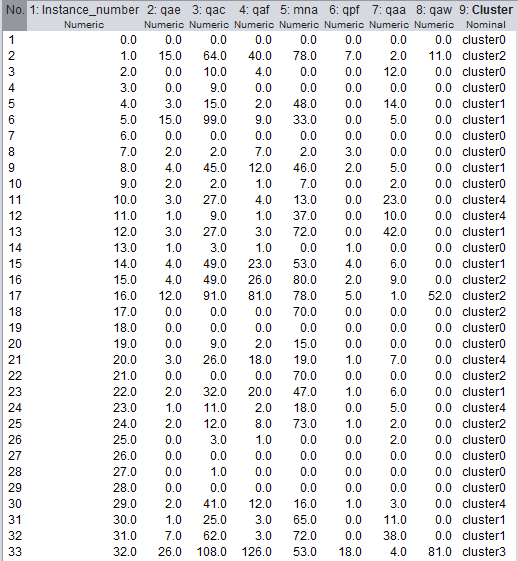 No. 1: Instance_number 2: qae 3: qac 4: qaf 5: mna 6: qpf 7: qaa 8: qaw 9: Cluster
Numeric Numeric Numeric Numeric Numeric Numeric Numeric Numeric Nominal
1 0.0 0.0 0.0 0.0 0.0 0.0 0.0 0.0 cluster0
2 1.0 15.0 64.0 40.0 78.0 7.0 2.0 11.0 cluster2
3 2.0 0.0 10.0 4.0 0.0 0.0 12.0 0.0 cluster0
4 3.0 0.0 9.0 0.0 0.0 0.0 0.0 0.0 cluster0
5 4.0 3.0 15.0 2.0 48.0 0.0 14.0 0.0 cluster1
6 5.0 15.0 99.0 9.0 33.0 0.0 5.0 0.0 cluster1
7 6.0 0.0 0.0 0.0 0.0 0.0 0.0 0.0 cluster0
8 7.0 2.0 2.0 7.0 2.0 3.0 0.0 0.0 cluster0
9 8.0 4.0 45.0 12.0 46.0 2.0 5.0 0.0 cluster1
10 9.0 2.0 2.0 1.0 7.0 0.0 2.0 0.0 cluster0
11 10.0 3.0 27.0 4.0 13.0 0.0 23.0 0.0 cluster4
12 11.0 1.0 9.0 1.0 37.0 0.0 10.0 0.0 cluster4
13 12.0 3.0 27.0 3.0 72.0 0.0 42.0 0.0 cluster1
14 13.0 1.0 3.0 1.0 0.0 1.0 0.0 0.0 cluster0
15 14.0 4.0 49.0 23.0 53.0 4.0 6.0 0.0 cluster1
16 15.0 4.0 49.0 26.0 80.0 2.0 9.0 0.0 cluster2
17 16.0 12.0 91.0 81.0 78.0 5.0 1.0 52.0 cluster2
18 17.0 0.0 0.0 0.0 70.0 0.0 0.0 0.0 cluster2
19 18.0 0.0 0.0 0.0 0.0 0.0 0.0 0.0 cluster0
20 19.0 0.0 9.0 2.0 15.0 0.0 0.0 0.0 cluster0
21 20.0 3.0 26.0 18.0 19.0 1.0 7.0 0.0 cluster4
22 21.0 0.0 0.0 0.0 70.0 0.0 0.0 0.0 cluster2
23 22.0 2.0 32.0 20.0 47.0 1.0 6.0 0.0 cluster1
24 23.0 1.0 11.0 2.0 18.0 0.0 5.0 0.0 cluster4
25 24.0 2.0 12.0 8.0 73.0 1.0 2.0 0.0 cluster2
26 25.0 0.0 3.0 1.0 0.0 0.0 2.0 0.0 cluster0
27 26.0 0.0 0.0 0.0 0.0 0.0 0.0 0.0 cluster0
28 27.0 0.0 1.0 0.0 0.0 0.0 0.0 0.0 cluster0
29 28.0 0.0 0.0 0.0 0.0 0.0 0.0 0.0 cluster0
30 29.0 2.0 41.0 12.0 16.0 1.0 3.0 0.0 cluster4
31 30.0 1.0 25.0 3.0 65.0 0.0 11.0 0.0 cluster1
32 31.0 7.0 62.0 3.0 72.0 0.0 38.0 0.0 cluster1
33 32.0 26.0 108.0 126.0 53.0 18.0 4.0 81.0 cluster3